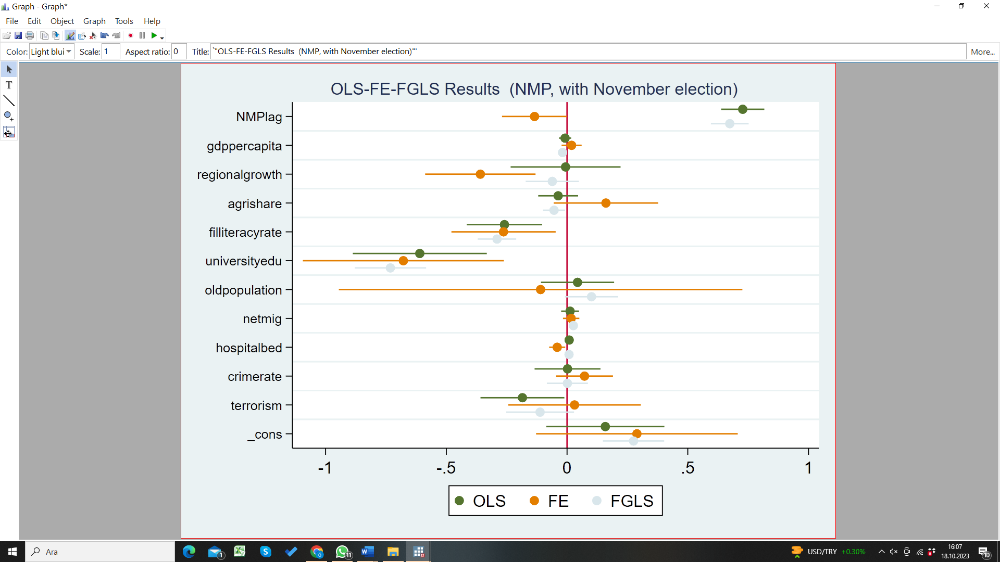 Graph - Graph*
File Edit Object Graph Tools Help
Color: Light blui Scale: 1 Aspect ratio: 0 Title: `"OLS-FE-FGLS Results  (NMP, with November election)"' More...
T
OLS-FE-FGLS Results  (NMP, with November election)
NMPlag
gdppercapita
regionalgrowth
agrishare
filliteracyrate
universityedu
oldpopulation
netmig
hospitalbed
crimerate
terrorism
_cons
-1 -.5 0 .5 1
OLS FE FGLS
Ara 1 11 USD/TRY +0.30% 16:07
18.10.2023 10